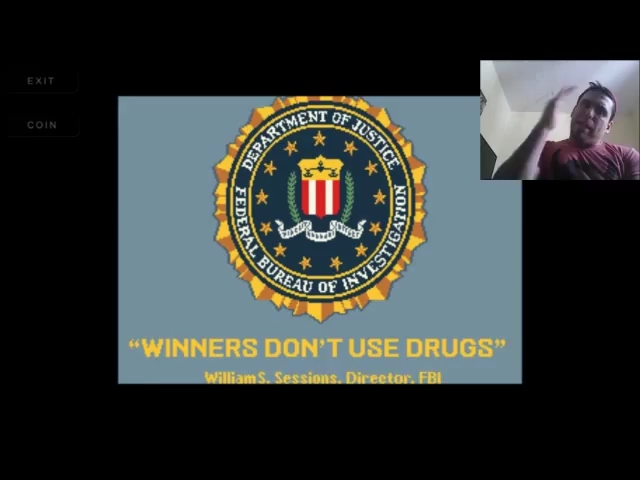 EXIT
COIN
DEPARTMENT OF JUSTICE
FEDERAL BUREAU OF INVESTIGATION
"WINNERS DON'T USE DRUGS"
William S. Sessions, Director, FBI